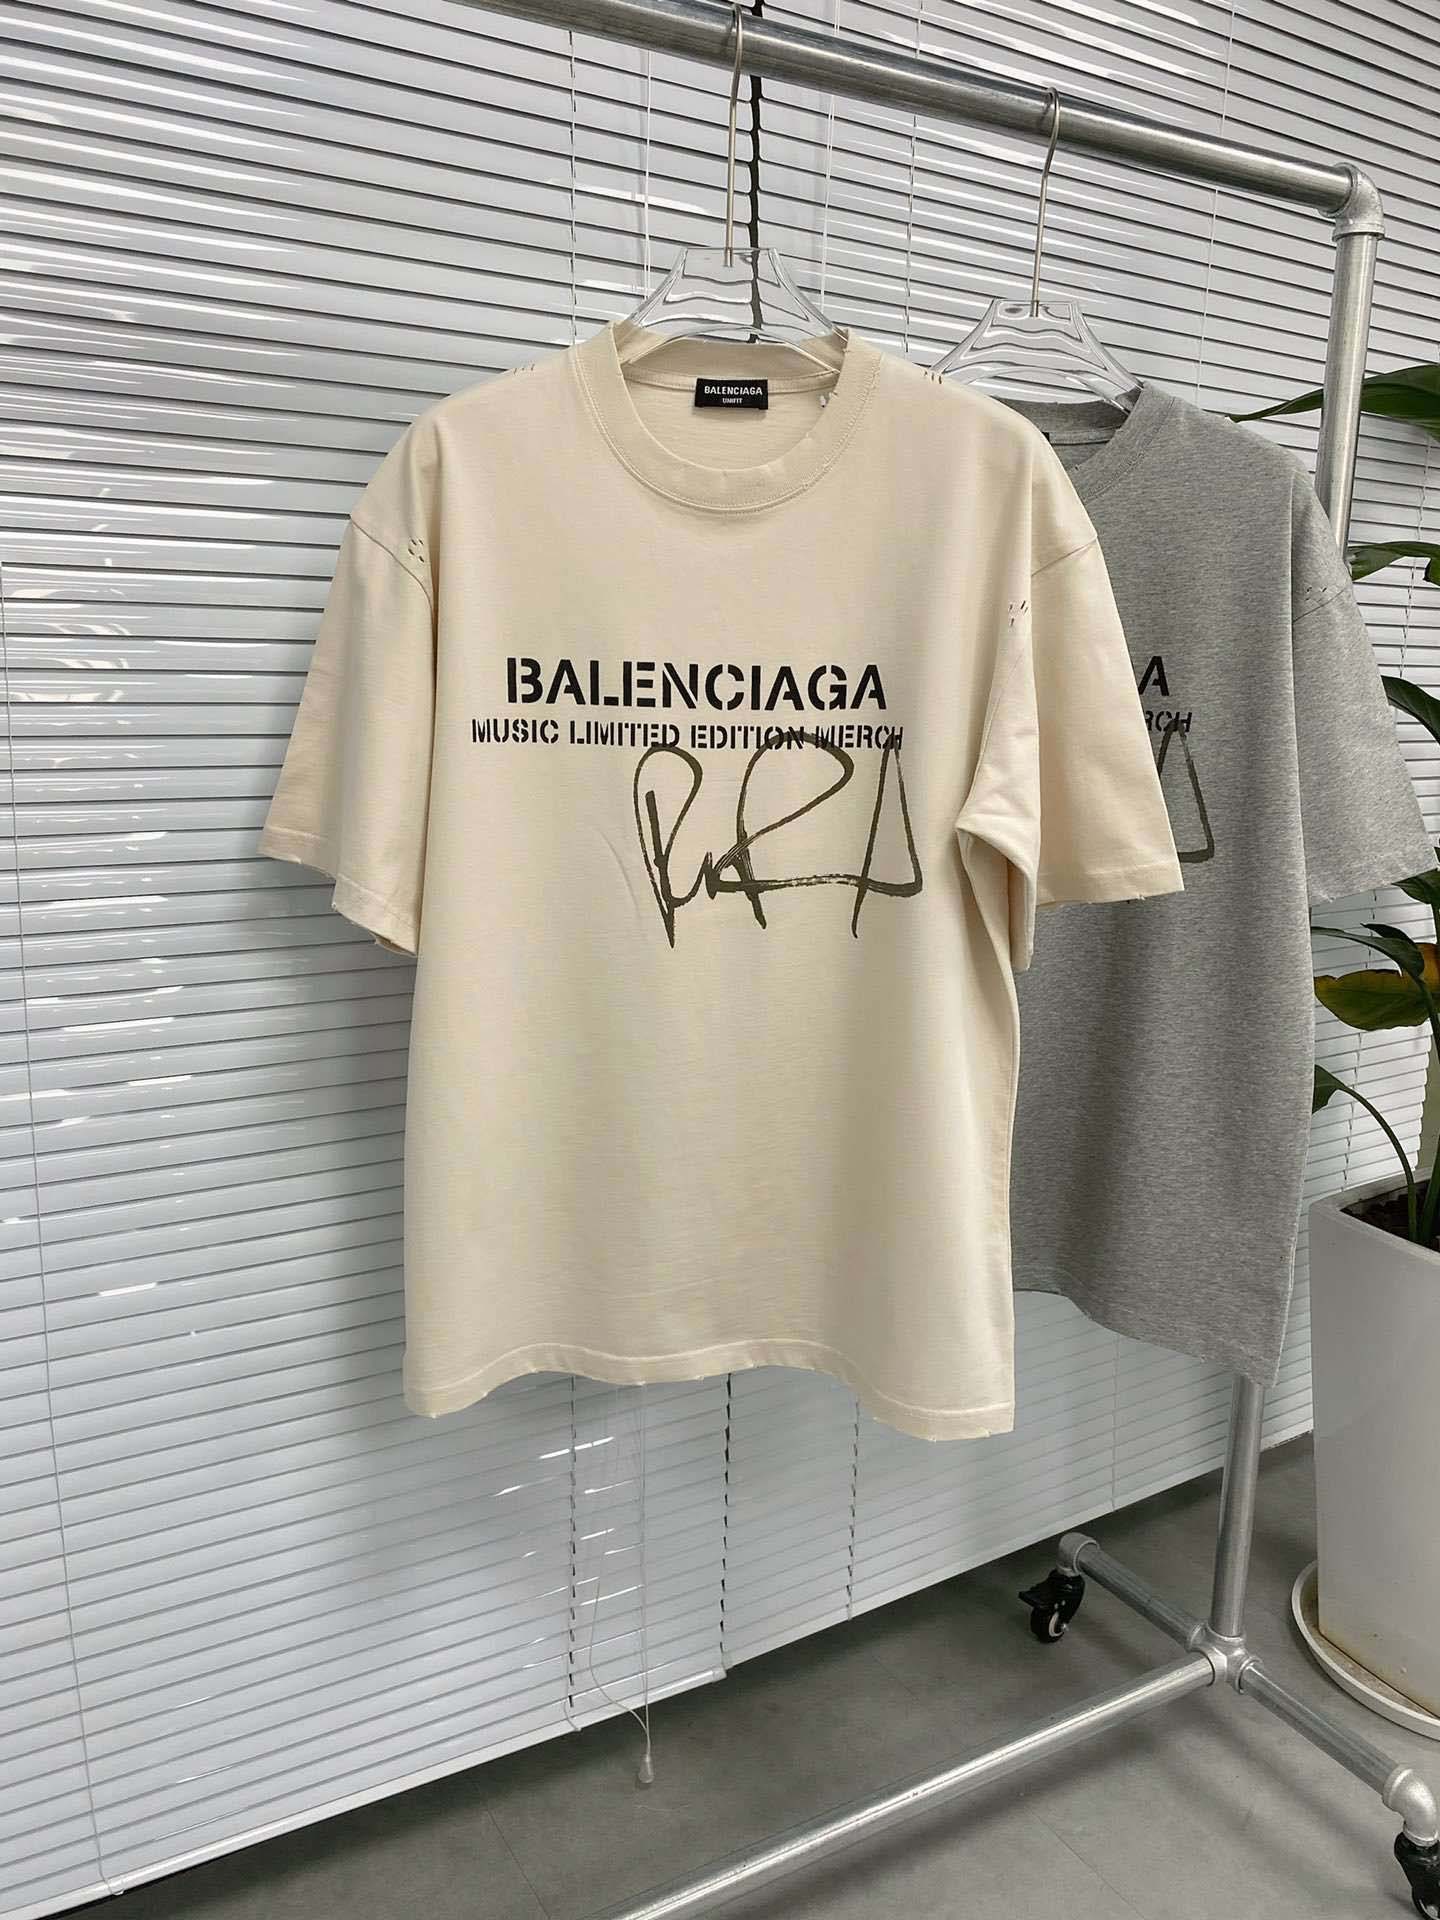 BALENCIAGA
UNIFIT
BALENCIAGA
MUSIC LIMITED EDITION MERCH
A
RCH